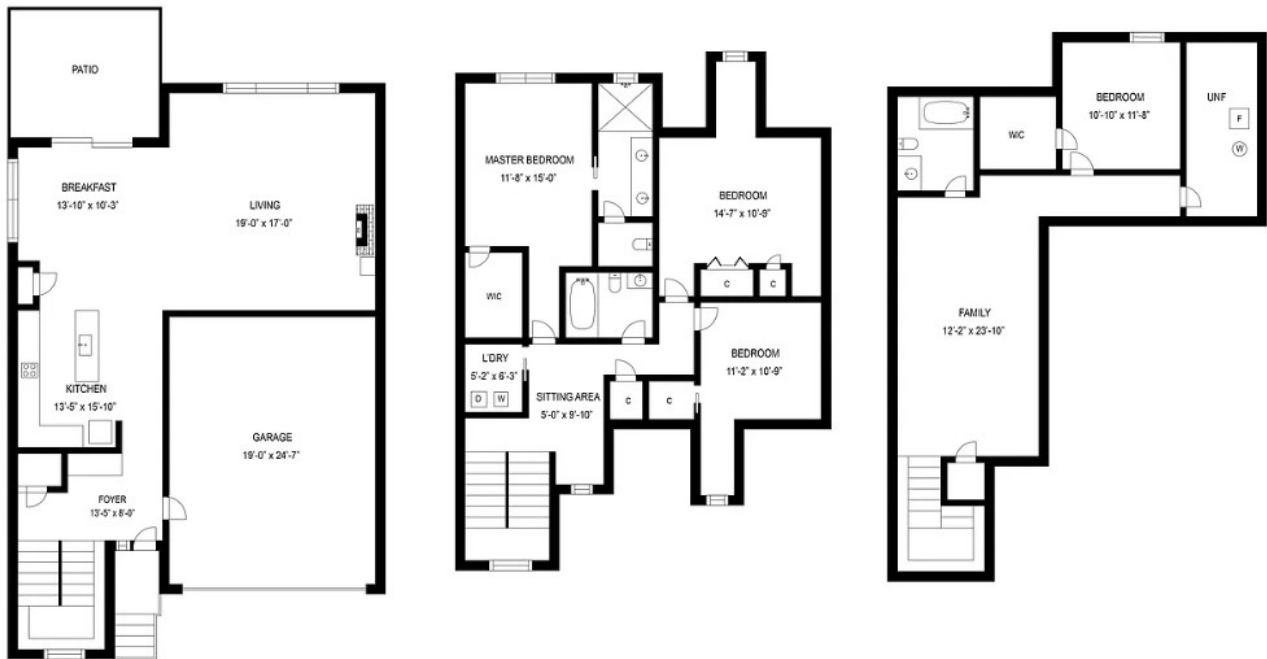 PATIO
BREAKFAST
13'-10" x 10'-3"
LIVING
19'-0" x 17'-0"
KITCHEN
13'-5" x 15'-10"
GARAGE
19'-0" x 24'-7"
FOYER
13'-5" x 8'-0"
MASTER BEDROOM
11'-8" x 15'-0"
BEDROOM
14'-7" x 10'-9"
WIC
C
C
L'DRY
5'-2" x 6'-3"
D
W
SITTING AREA
5'-0" x 9'-10"
BEDROOM
11'-2" x 10'-9"
C
C
BEDROOM
10'-10" x 11'-8"
UNF
F
W
WIC
FAMILY
12'-2" x 23'-10"